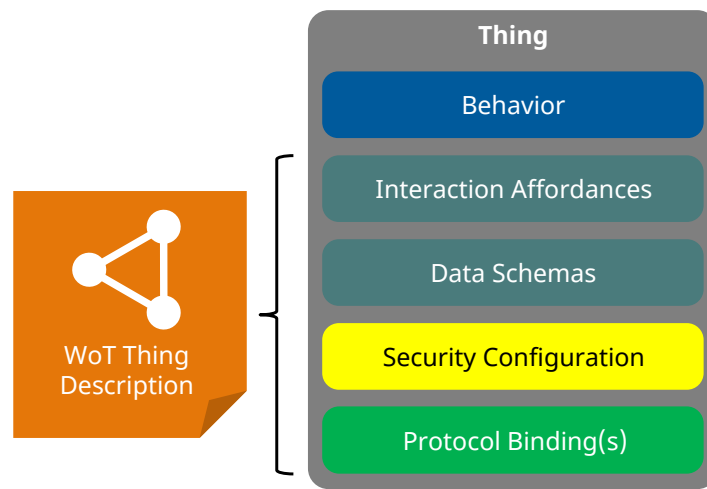 Thing
Behavior
Interaction Affordances
Data Schemas
Security Configuration
Protocol Binding(s)
WoT Thing
Description